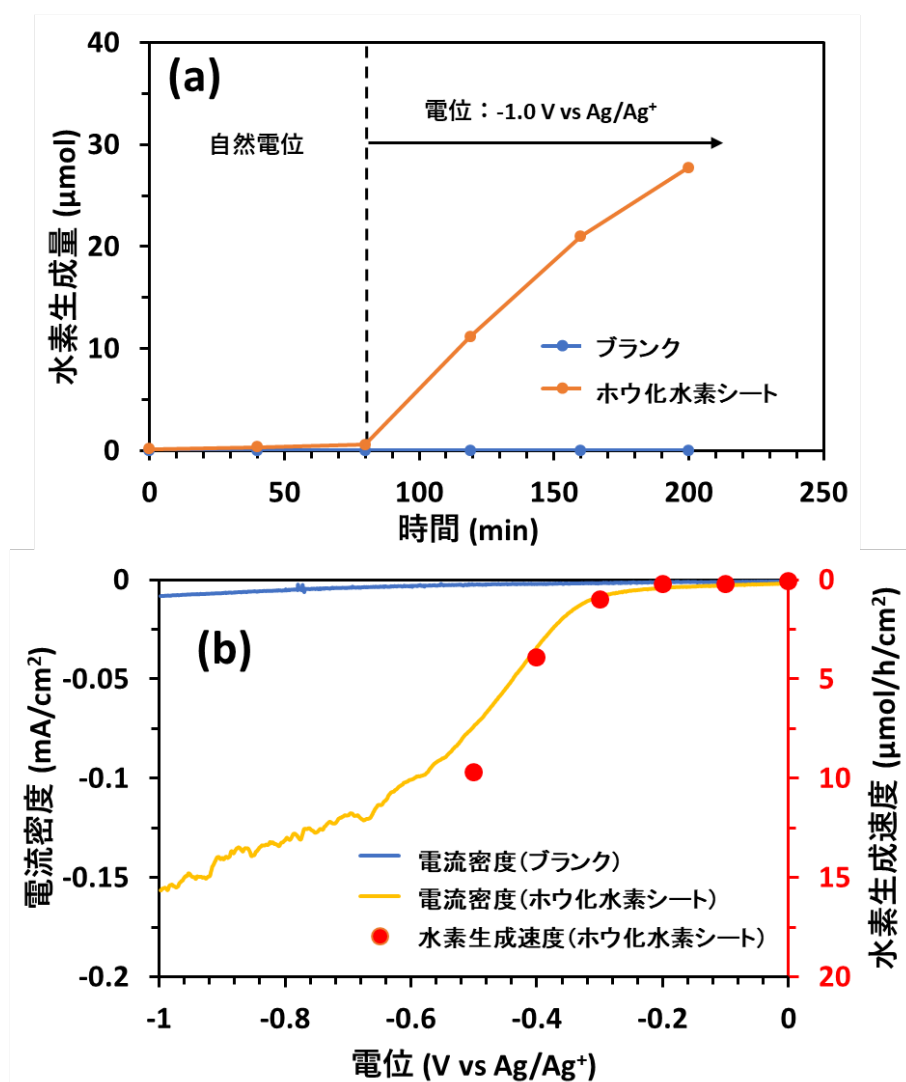 (a)
電位：-1.0 V vs Ag/Ag⁺
自然電位
水素生成量 (µmol)
40
30
20
10
0
ブランク
ホウ化水素シート
0 50 100 150 200 250
時間 (min)
(b)
電流密度 (mA/cm²)
0
-0.05
-0.1
-0.15
-0.2
電流密度(ブランク)
電流密度(ホウ化水素シート)
水素生成速度(ホウ化水素シート)
0
5
10
15
20
水素生成速度 (µmol/h/cm²)
-1 -0.8 -0.6 -0.4 -0.2 0
電位 (V vs Ag/Ag⁺)